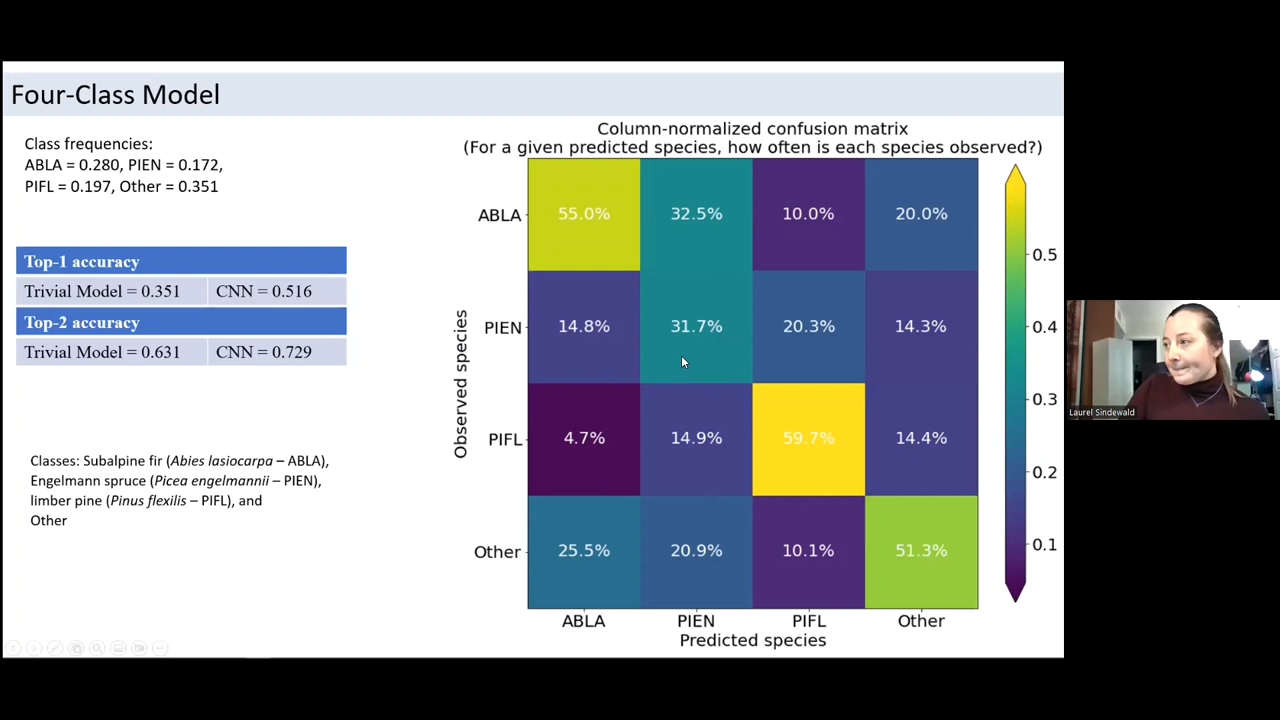 Four-Class Model
Class frequencies:
ABLA = 0.280, PIEN = 0.172,
PIFL = 0.197, Other = 0.351
Top-1 accuracy
Trivial Model = 0.351 CNN = 0.516
Top-2 accuracy
Trivial Model = 0.631 CNN = 0.729
Classes: Subalpine fir (Abies lasiocarpa – ABLA),
Engelmann spruce (Picea engelmannii – PIEN),
limber pine (Pinus flexilis – PIFL), and
Other
Column-normalized confusion matrix
(For a given predicted species, how often is each species observed?)
Observed species
ABLA 55.0% 32.5% 10.0% 20.0%
PIEN 14.8% 31.7% 20.3% 14.3%
PIFL 4.7% 14.9% 59.7% 14.4%
Other 25.5% 20.9% 10.1% 51.3%
ABLA PIEN PIFL Other
Predicted species
0.5
0.4
0.3
0.2
0.1
Laurel Sindewald